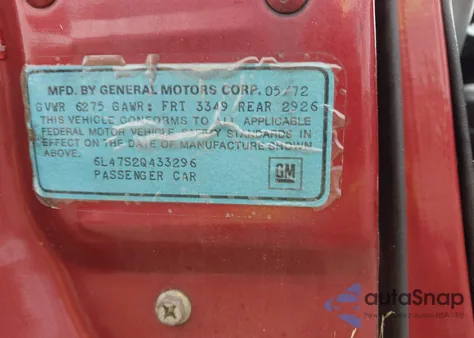 MFD. BY GENERAL MOTORS CORP. 05/72
GVWR 6275 GAWR: FRT 3349 REAR 2926
THIS VEHICLE CONFORMS TO ALL APPLICABLE
FEDERAL MOTOR VEHICLE SAFETY STANDARDS IN
EFFECT ON THE DATE OF MANUFACTURE SHOWN
ABOVE.
6L47S2Q433296
PASSENGER CAR
GM
autoSnap